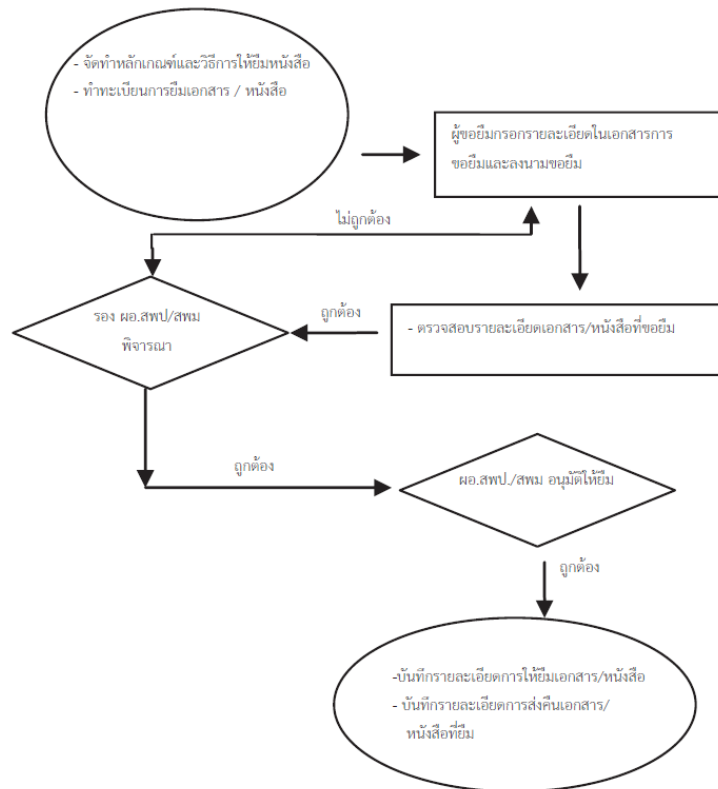 - จัดทำหลักเกณฑ์และวิธีการให้ยืมหนังสือ
- ทำทะเบียนการยืมเอกสาร / หนังสือ
ผู้ขอยืมกรอกรายละเอียดในเอกสารการ
ขอยืมและลงนามขอยืม
ไม่ถูกต้อง
รอง ผอ.สพป/สพม
พิจารณา
ถูกต้อง
- ตรวจสอบรายละเอียดเอกสาร/หนังสือที่ขอยืม
ถูกต้อง
ผอ.สพป./สพม อนุมัติให้ยืม
ถูกต้อง
-บันทึกรายละเอียดการให้ยืมเอกสาร/หนังสือ
- บันทึกรายละเอียดการส่งคืนเอกสาร/
หนังสือที่ยืม